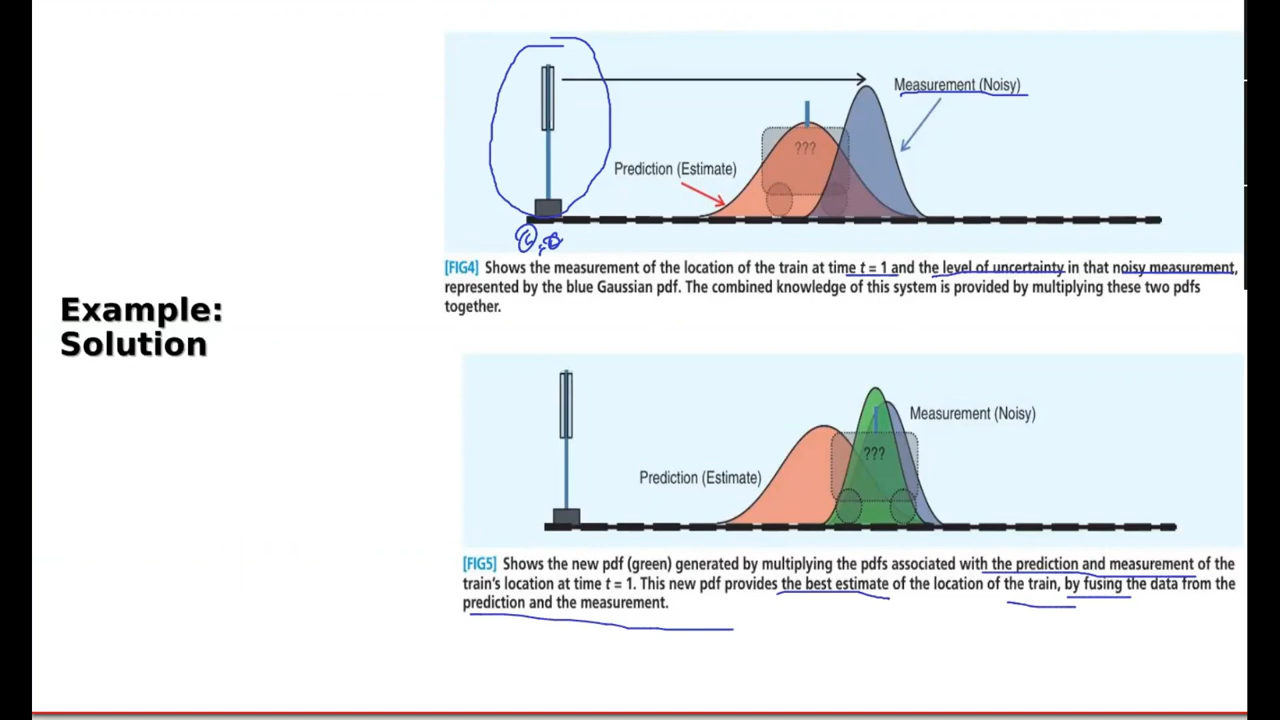 Measurement (Noisy)
???
Prediction (Estimate)
[FIG4] Shows the measurement of the location of the train at time t = 1 and the level of uncertainty in that noisy measurement,
represented by the blue Gaussian pdf. The combined knowledge of this system is provided by multiplying these two pdfs
together.
Example:
Solution
Measurement (Noisy)
???
Prediction (Estimate)
[FIG5] Shows the new pdf (green) generated by multiplying the pdfs associated with the prediction and measurement of the
train's location at time t = 1. This new pdf provides the best estimate of the location of the train, by fusing the data from the
prediction and the measurement.